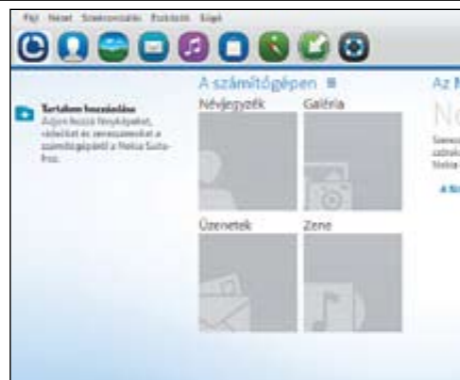 Fájl Nézet Szinkronizálás Eszközök Súgó
A számítógépen
Névjegyzék Galéria
Tartalom hozzáadása
Adjon hozzá fényképeket,
videókat és zeneszámokat a
számítógépéről a Nokia Suite-
hoz.
Üzenetek Zene
Az N
Nokia